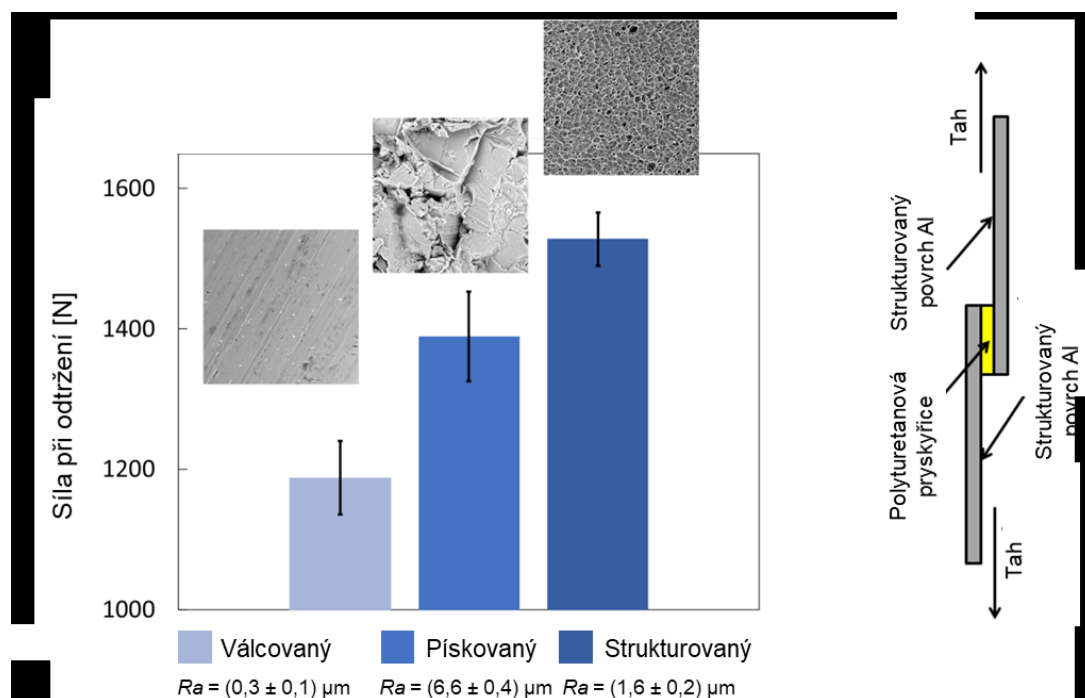 Síla při odtržení [N]
1600
1400
1200
1000
Válcovaný
Pískovaný
Strukturovaný
Ra = (0,3 ± 0,1) μm
Ra = (6,6 ± 0,4) μm
Ra = (1,6 ± 0,2) μm
Tah
Strukturovaný
povrch Al
Polyturetanová
pryskyřice
Strukturovaný
povrch Al
Tah